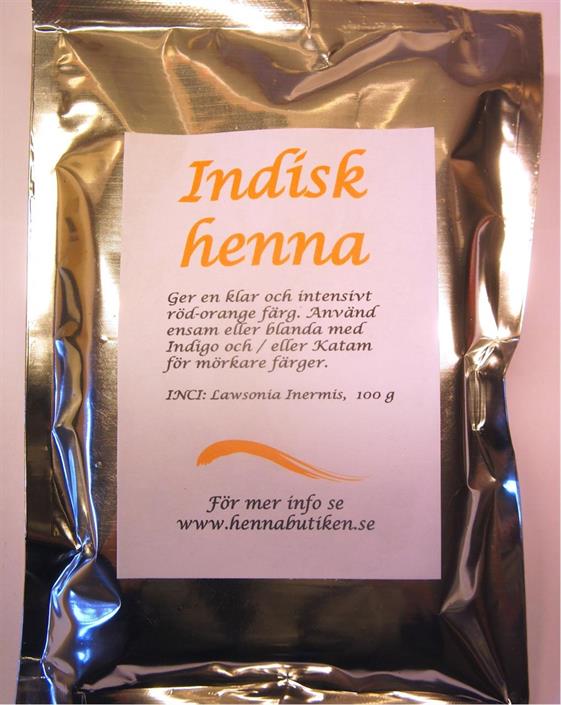 Indisk
henna
Ger en klar och intensivt
röd-orange färg. Använd
ensam eller blanda med
Indigo och / eller Katam
för mörkare färger.
INCI: Lawsonia Inermis, 100 g
För mer info se
www.hennabutiken.se